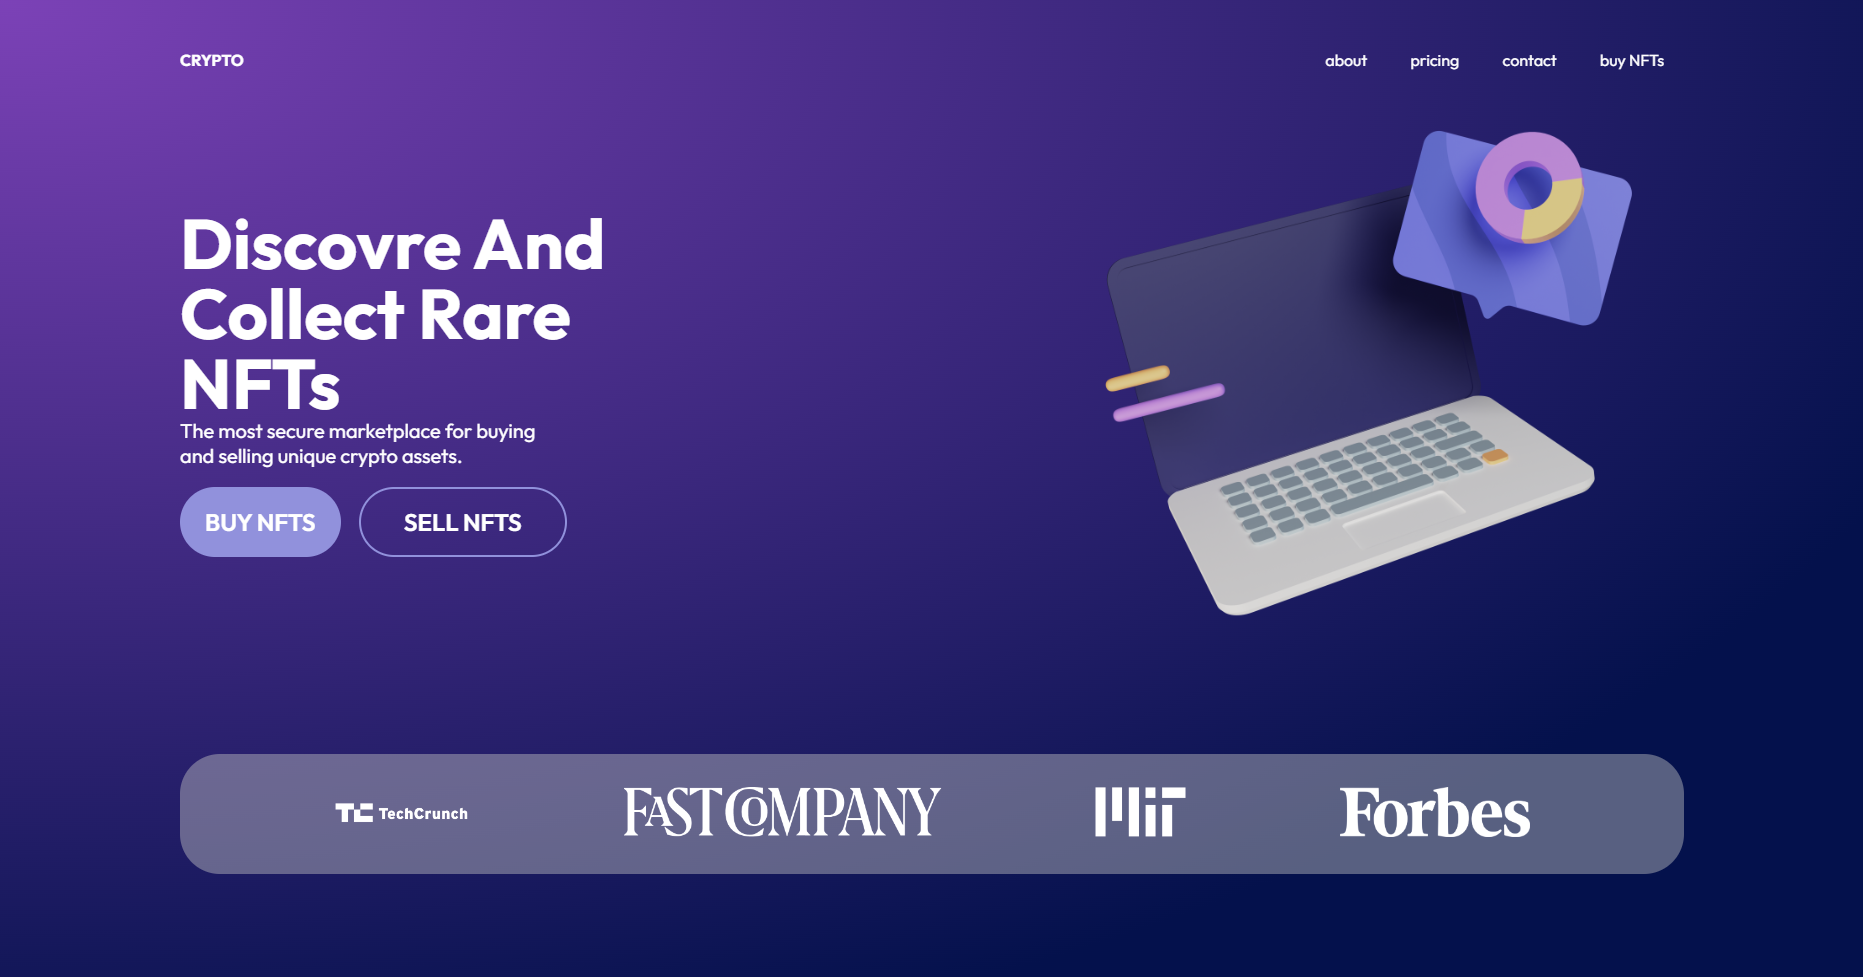 CRYPTO
about pricing contact buy NFTs
Discovre And
Collect Rare
NFTs
The most secure marketplace for buying
and selling unique crypto assets.
BUY NFTS SELL NFTS
TC TechCrunch FAST COMPANY MIT Forbes